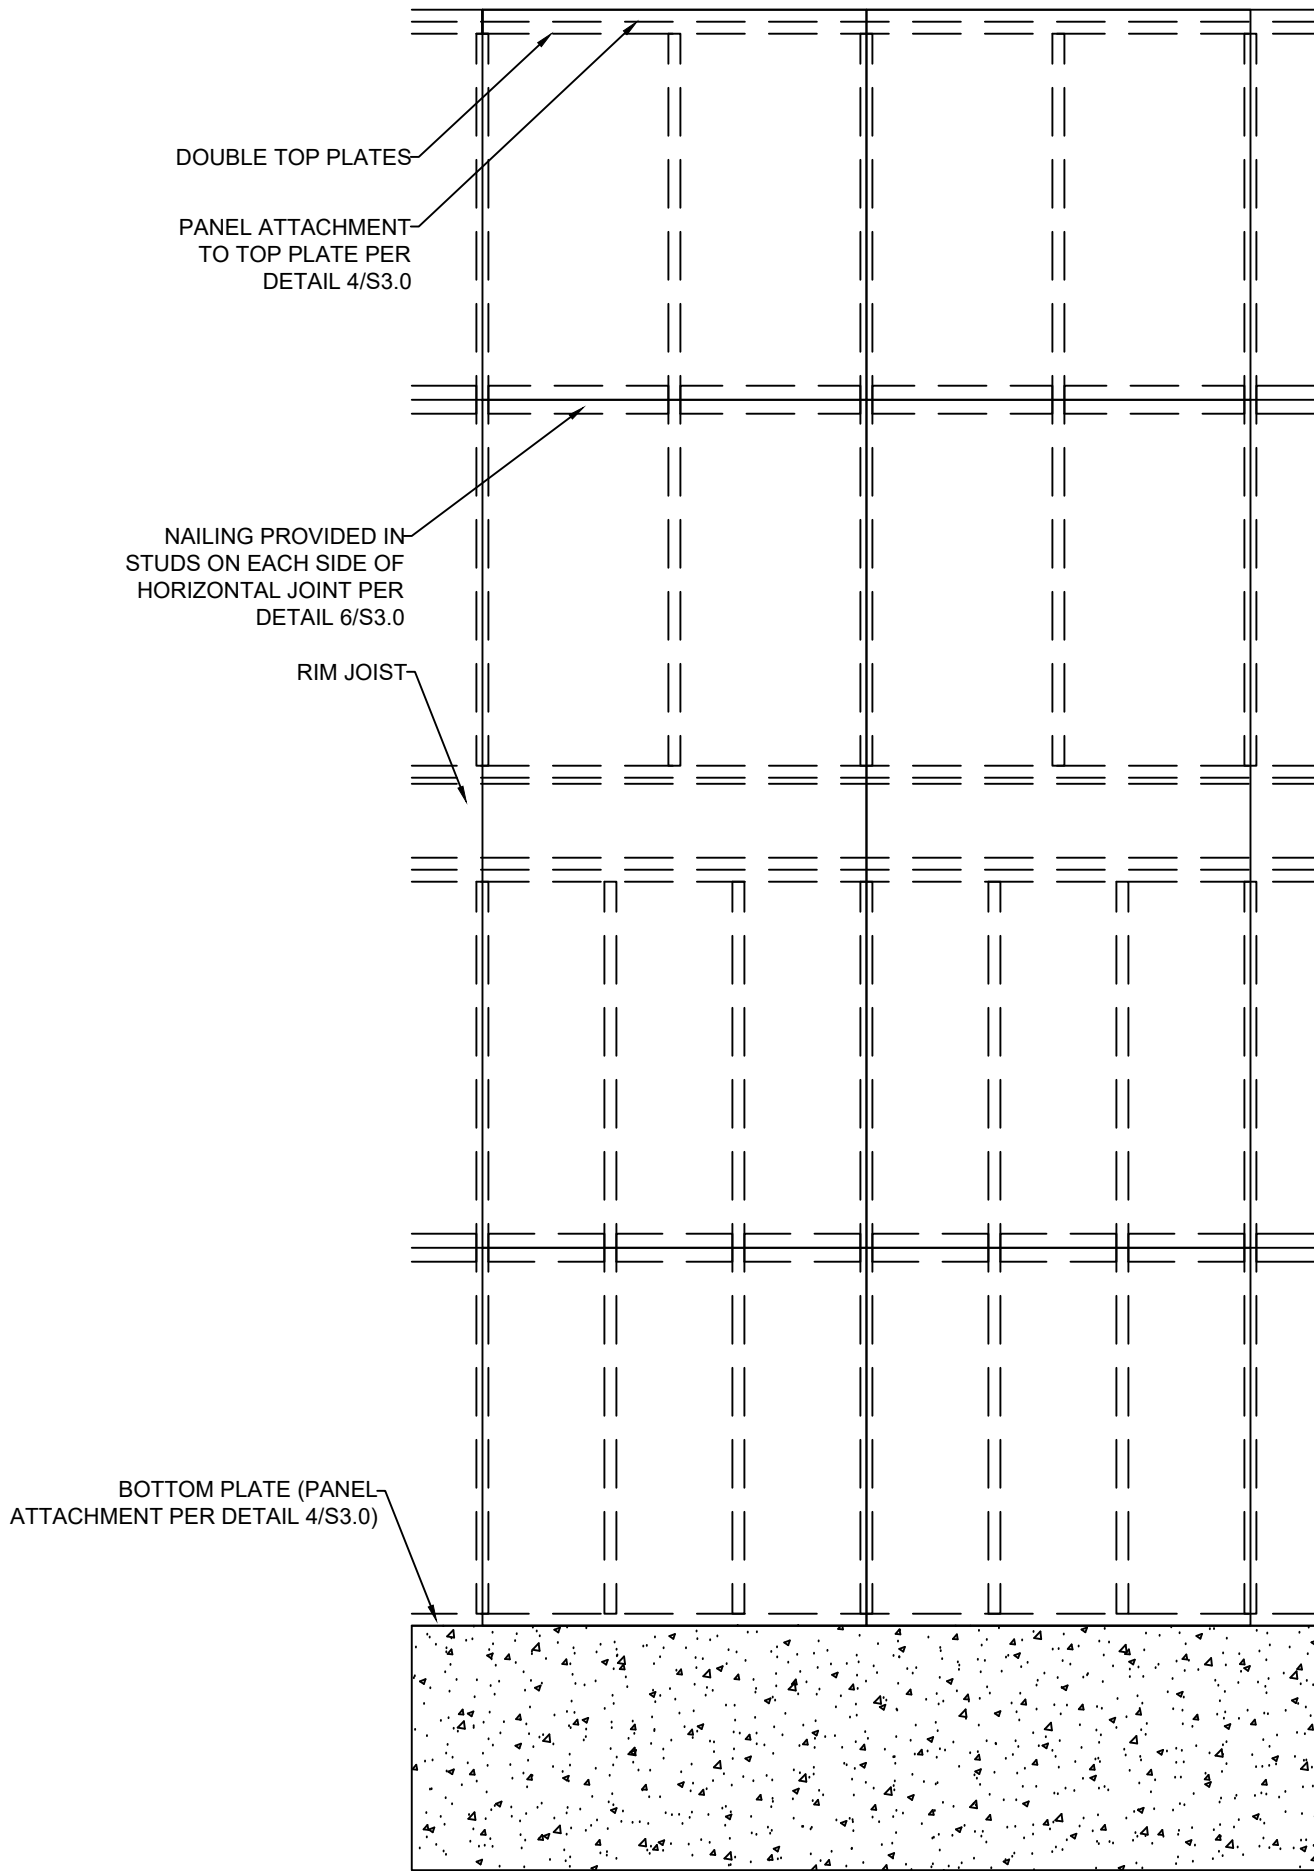 DOUBLE TOP PLATES
PANEL ATTACHMENT
TO TOP PLATE PER
DETAIL 4/S3.0
NAILING PROVIDED IN
STUDS ON EACH SIDE OF
HORIZONTAL JOINT PER
DETAIL 6/S3.0
RIM JOIST
BOTTOM PLATE (PANEL
ATTACHMENT PER DETAIL 4/S3.0)